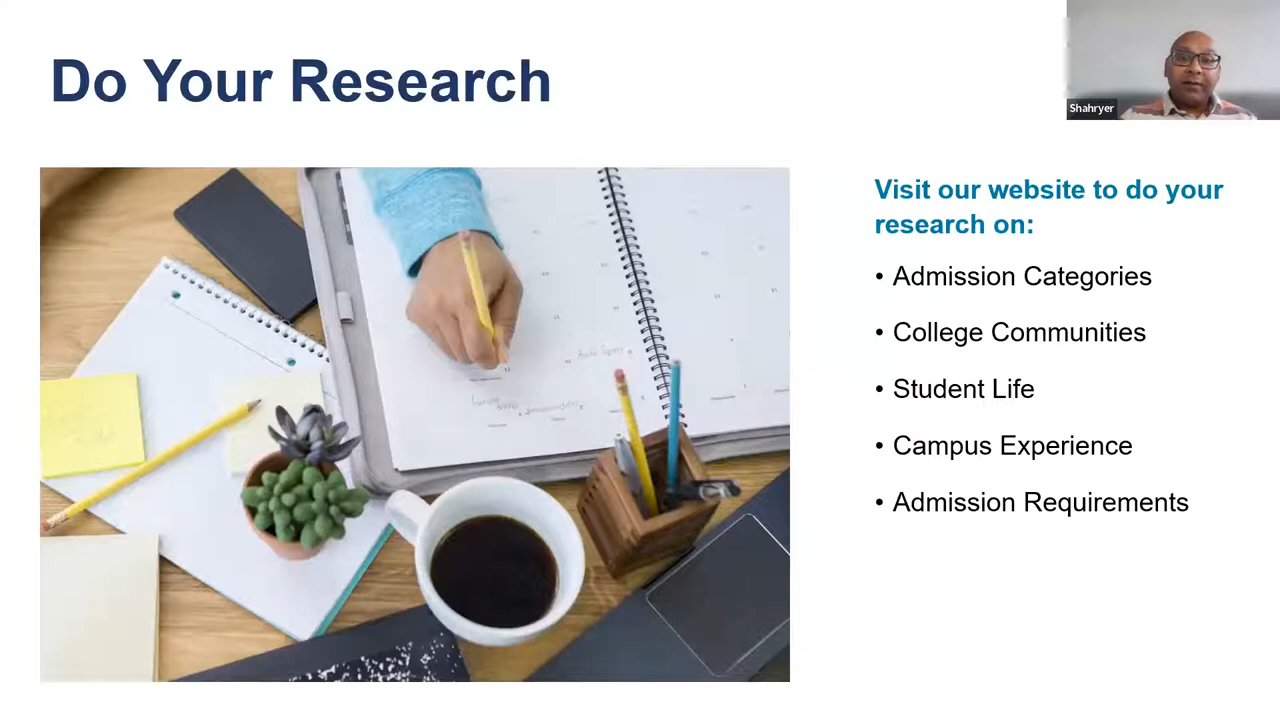 Do Your Research
Shahryer
Visit our website to do your
research on:
• Admission Categories
• College Communities
• Student Life
• Campus Experience
• Admission Requirements